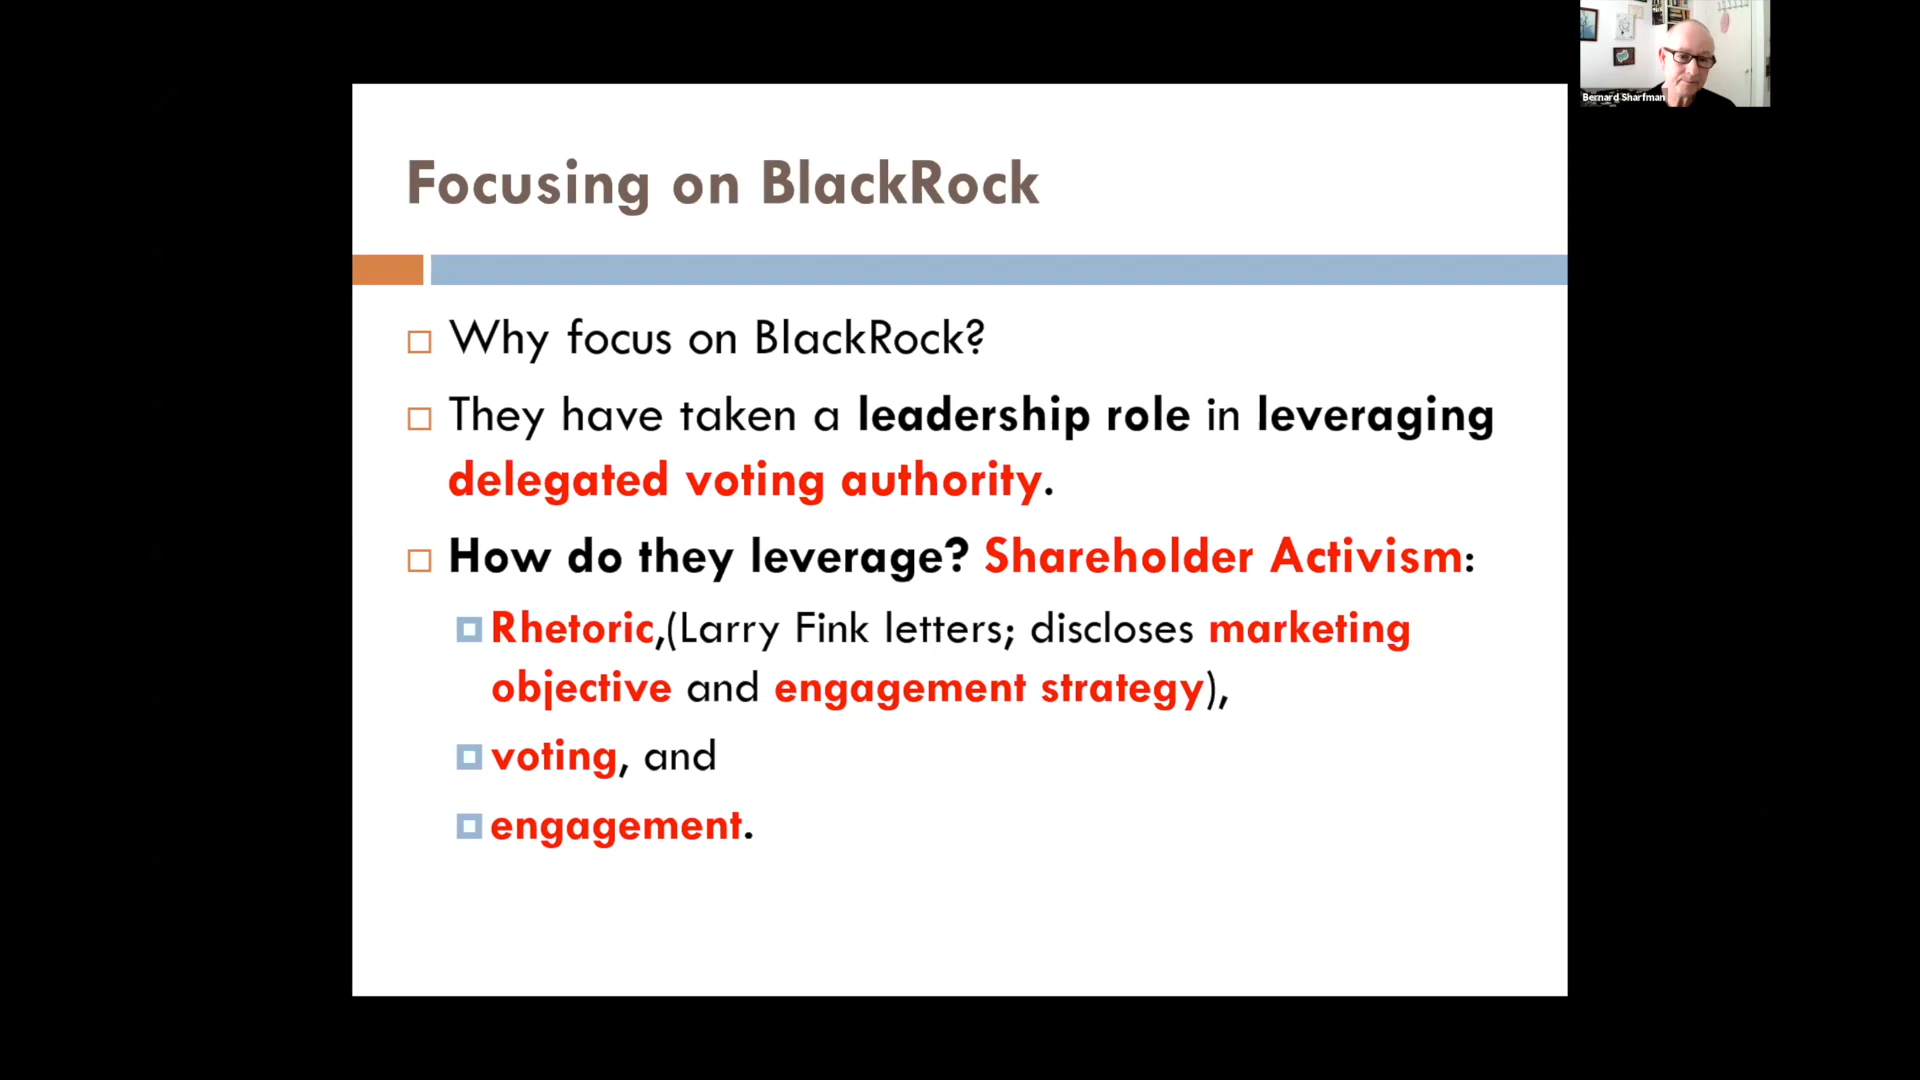 Bernard Sharfman
Focusing on BlackRock
Why focus on BlackRock?
They have taken a leadership role in leveraging
delegated voting authority.
How do they leverage? Shareholder Activism:
Rhetoric,(Larry Fink letters; discloses marketing
objective and engagement strategy),
voting, and
engagement.